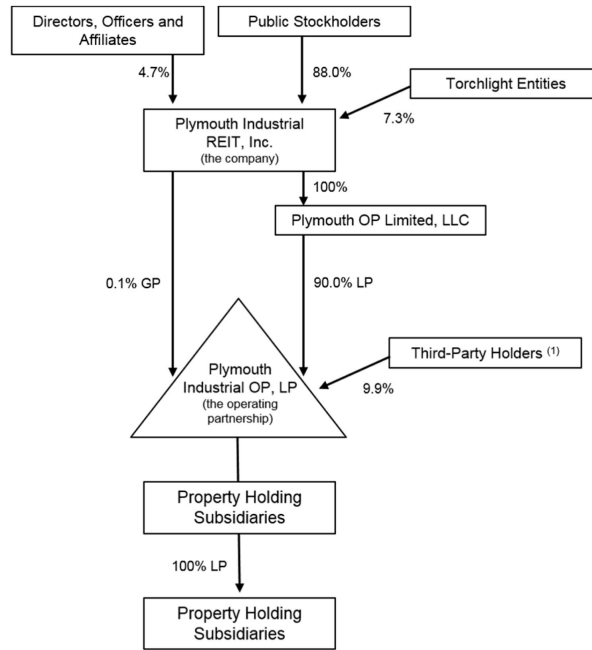 Directors, Officers and
Affiliates
Public Stockholders
4.7%
88.0%
Torchlight Entities
7.3%
Plymouth Industrial
REIT, Inc.
(the company)
100%
Plymouth OP Limited, LLC
0.1% GP
90.0% LP
Third-Party Holders (1)
9.9%
Plymouth
Industrial OP, LP
(the operating
partnership)
Property Holding
Subsidiaries
100% LP
Property Holding
Subsidiaries